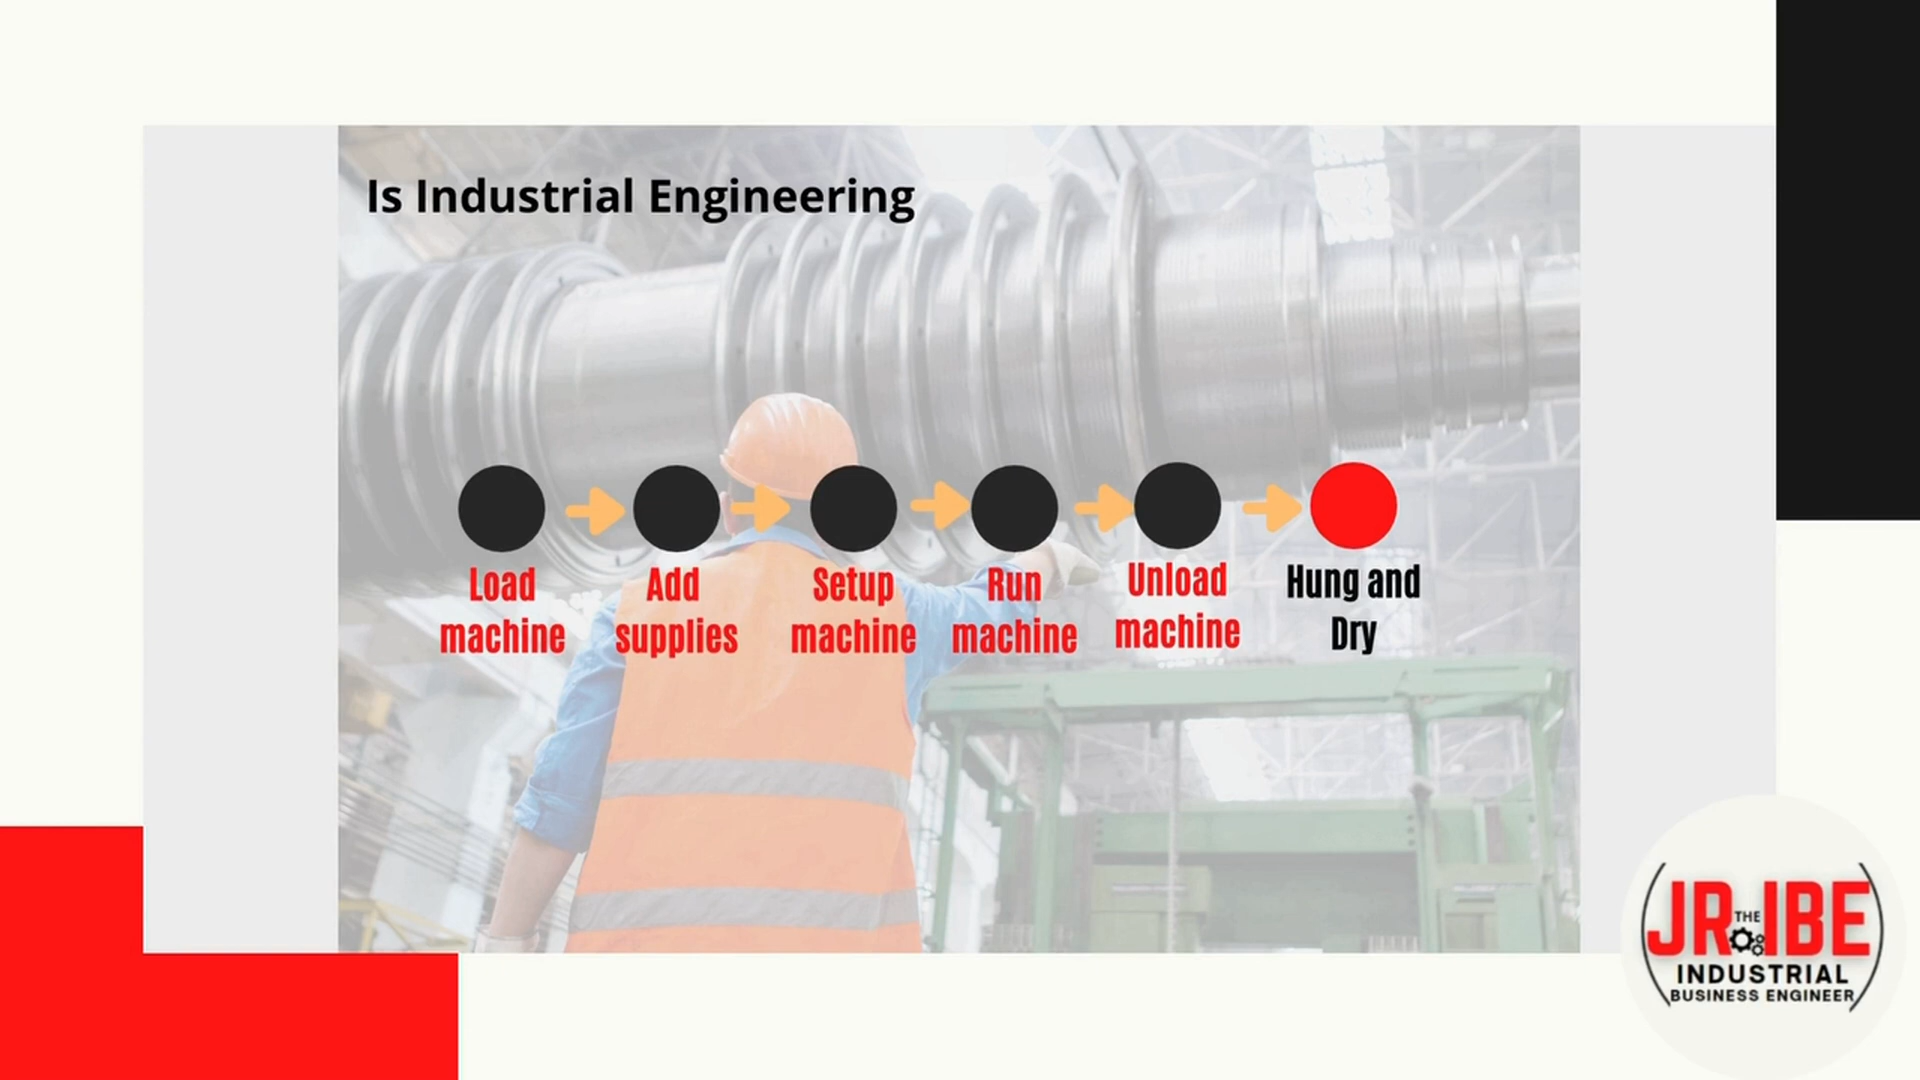 Is Industrial Engineering
Load
machine
Add
supplies
Setup
machine
Run
machine
Unload
machine
Hung and
Dry
JR THE IBE
INDUSTRIAL
BUSINESS ENGINEER